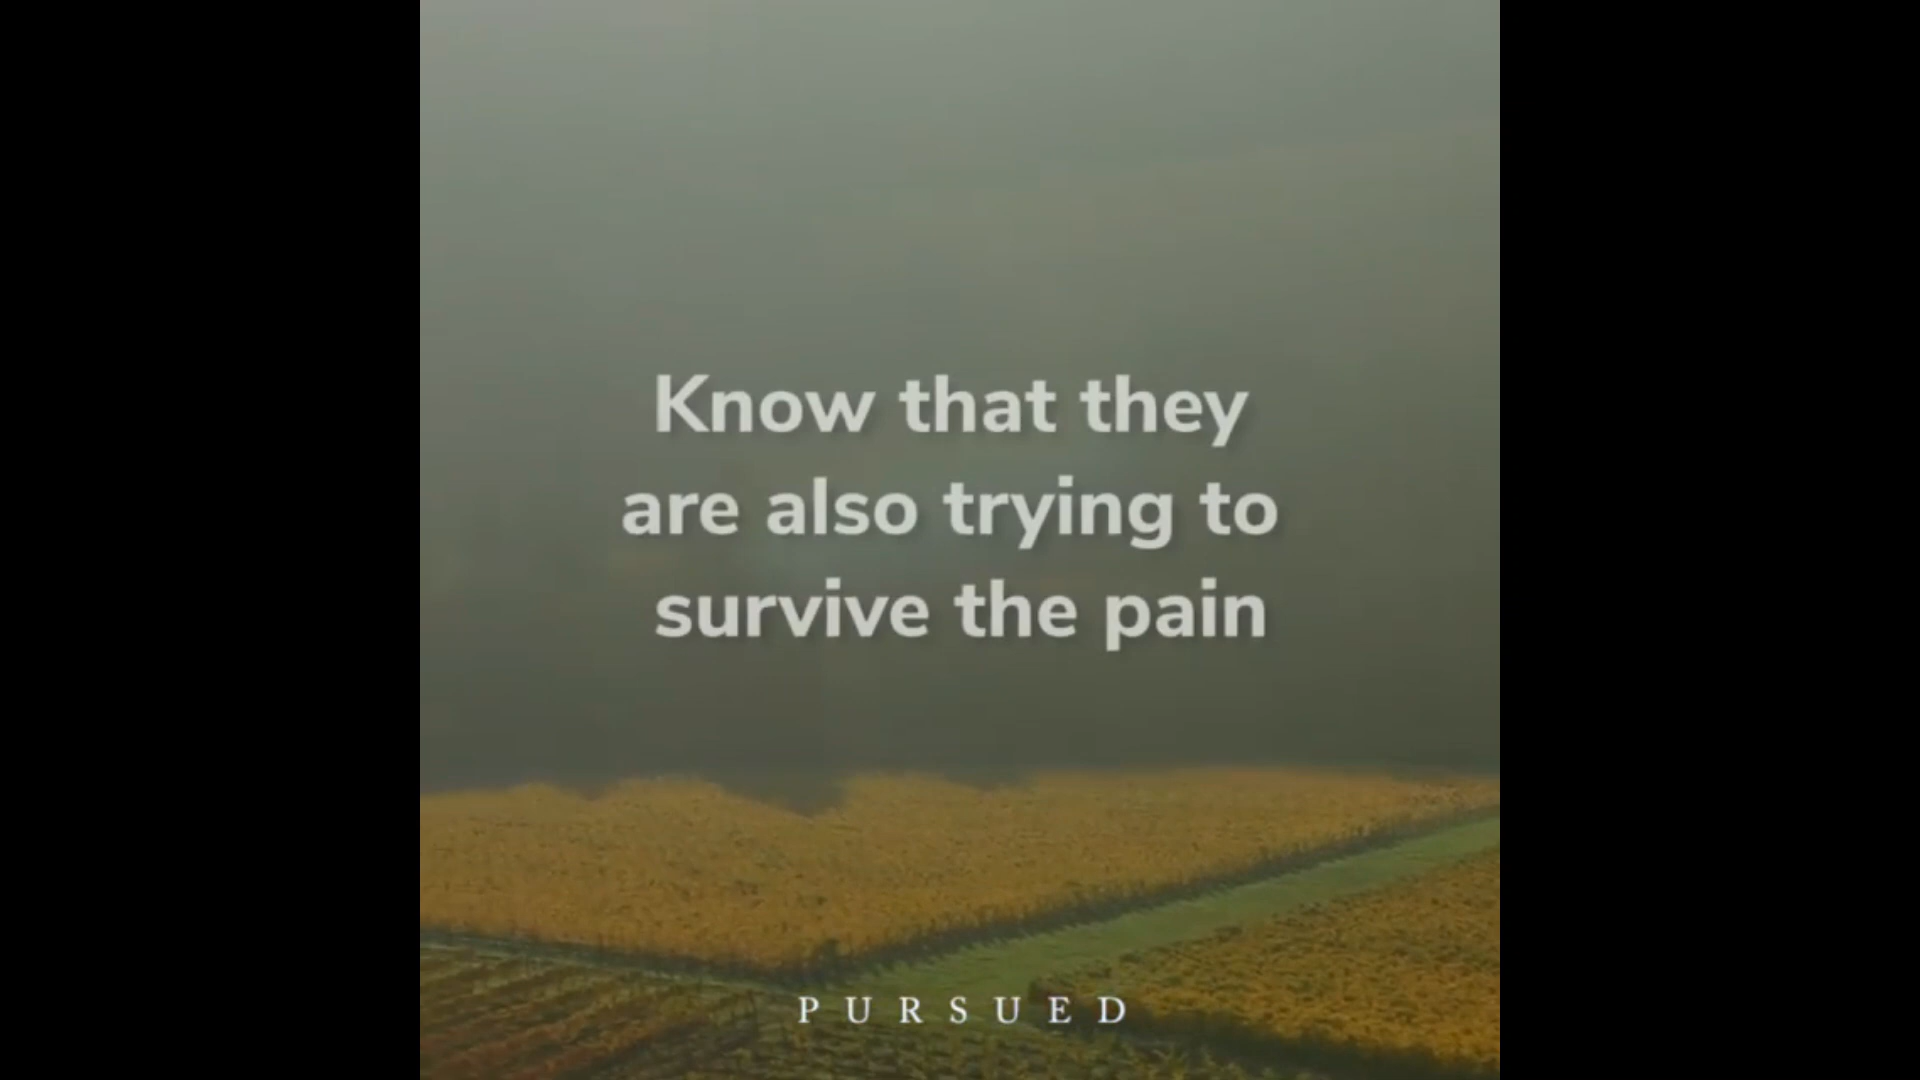 Know that they
are also trying to
survive the pain
PURSUED